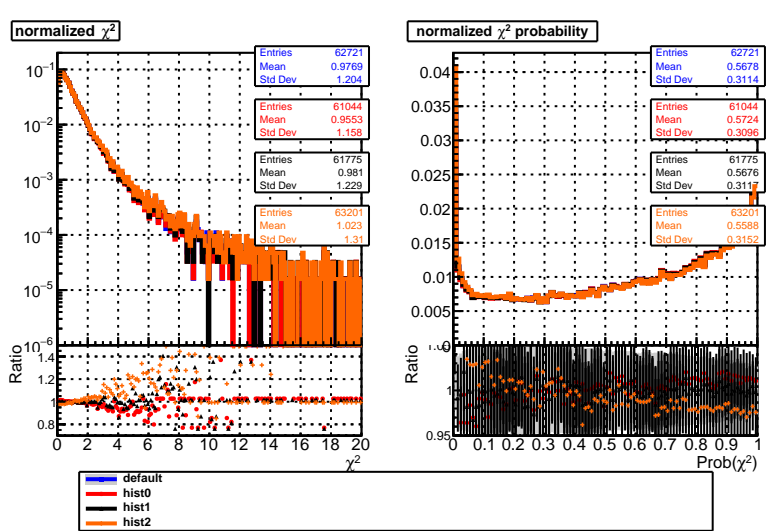 normalized χ²
Entries 62721
Mean 0.9769
Std Dev 1.204
Entries 61044
Mean 0.9553
Std Dev 1.158
Entries 61775
Mean 0.981
Std Dev 1.229
Entries 63201
Mean 1.023
Std Dev 1.31
10⁻¹
10⁻²
10⁻³
10⁻⁴
10⁻⁵
10⁻⁶
Ratio
1.4
1.2
1
0.8
0 2 4 6 8 10 12 14 16 18 20
χ²
normalized χ² probability
Entries 62721
Mean 0.5678
Std Dev 0.3114
Entries 61044
Mean 0.5724
Std Dev 0.3096
Entries 61775
Mean 0.5676
Std Dev
Entries 63201
Mean 0.5588
Std Dev 0.3152
0.04
0.035
0.03
0.025
0.02
0.015
0.01
0.005
Ratio
1
0.95
0 0.1 0.2 0.3 0.4 0.5 0.6 0.7 0.8 0.9 1
Prob(χ²)
default
hist0
hist1
hist2